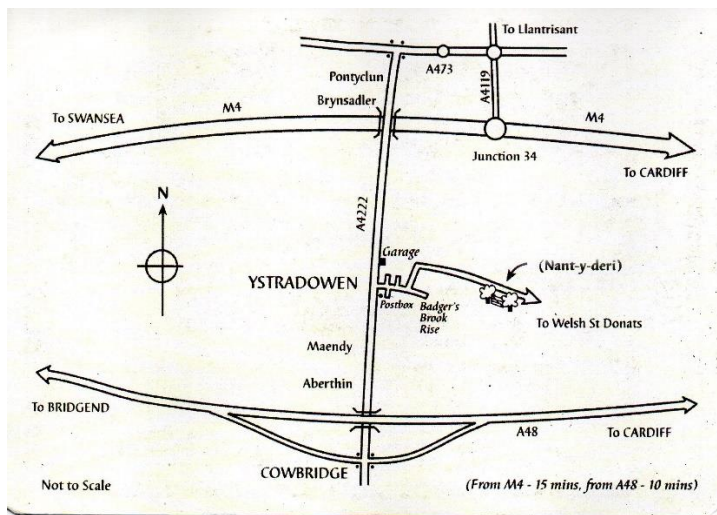 To Llantrisant
Pontyclun
A473
A4119
Brynsadler
M4
To SWANSEA
M4
Junction 34
To CARDIFF
N
A4222
Garage
(Nant-y-deri)
YSTRADOWEN
Postbox
Badger's
Brook
Rise
To Welsh St Donats
Maendy
Aberthin
To BRIDGEND
A48
To CARDIFF
COWBRIDGE
Not to Scale
(From M4 - 15 mins, from A48 - 10 mins)